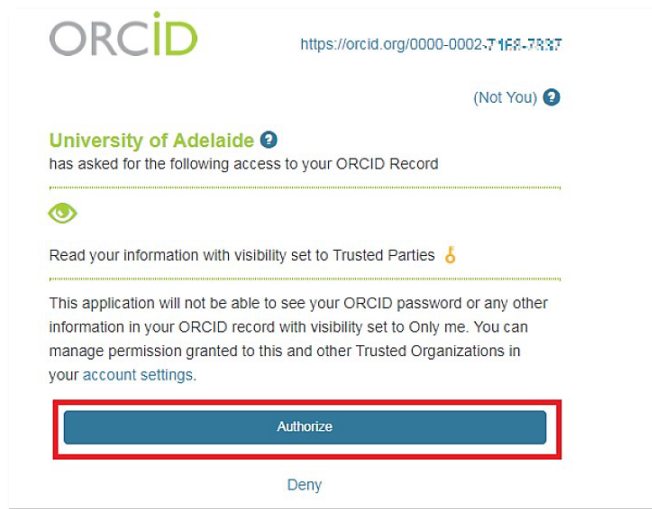 ORCiD
https://orcid.org/0000-0002-
(Not You) ?
University of Adelaide ?
has asked for the following access to your ORCID Record
Read your information with visibility set to Trusted Parties
This application will not be able to see your ORCID password or any other
information in your ORCID record with visibility set to Only me. You can
manage permission granted to this and other Trusted Organizations in
your account settings.
Authorize
Deny